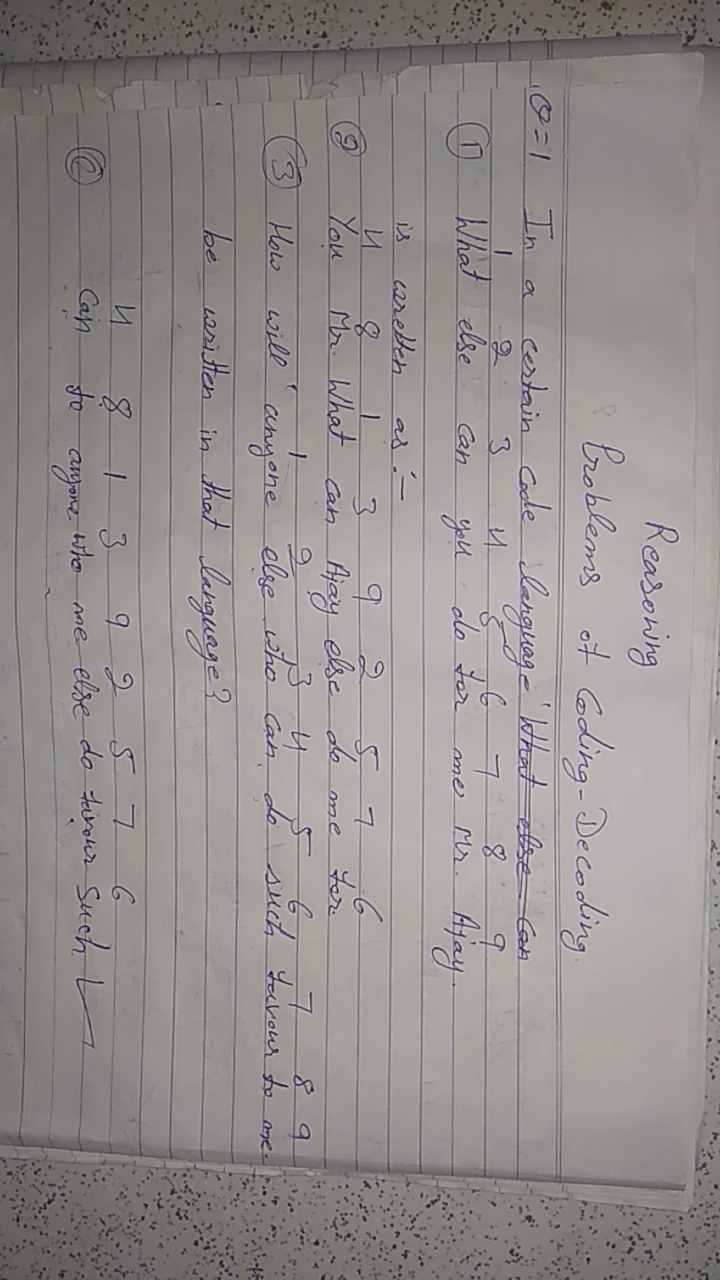 Reasoning
Problems of Coding-Decoding.
Q=1 In a certain code language 'What else can
1 2 3 4 5 6 7 8 9
① What else can you do for me Mr. Ajay.
is wretten as:-
4 8 1 3 9 2 5 7 6
② You Mr. What can Ajay else do me for
1 2 3 4 5 6 7 8 9
③ How will 'anyone else who can do such favour to me
be written in that language?
4 8 1 3 9 2 5 7 6
Can to anyone who me else do favour Such